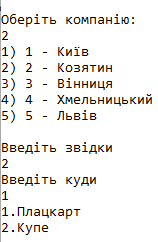 Оберіть компанію:
2
1) 1 - Київ
2) 2 - Козятин
3) 3 - Вінниця
4) 4 - Хмельницький
5) 5 - Львів
Введіть звідки
2
Введіть куди
1
1.Плацкарт
2.Купе